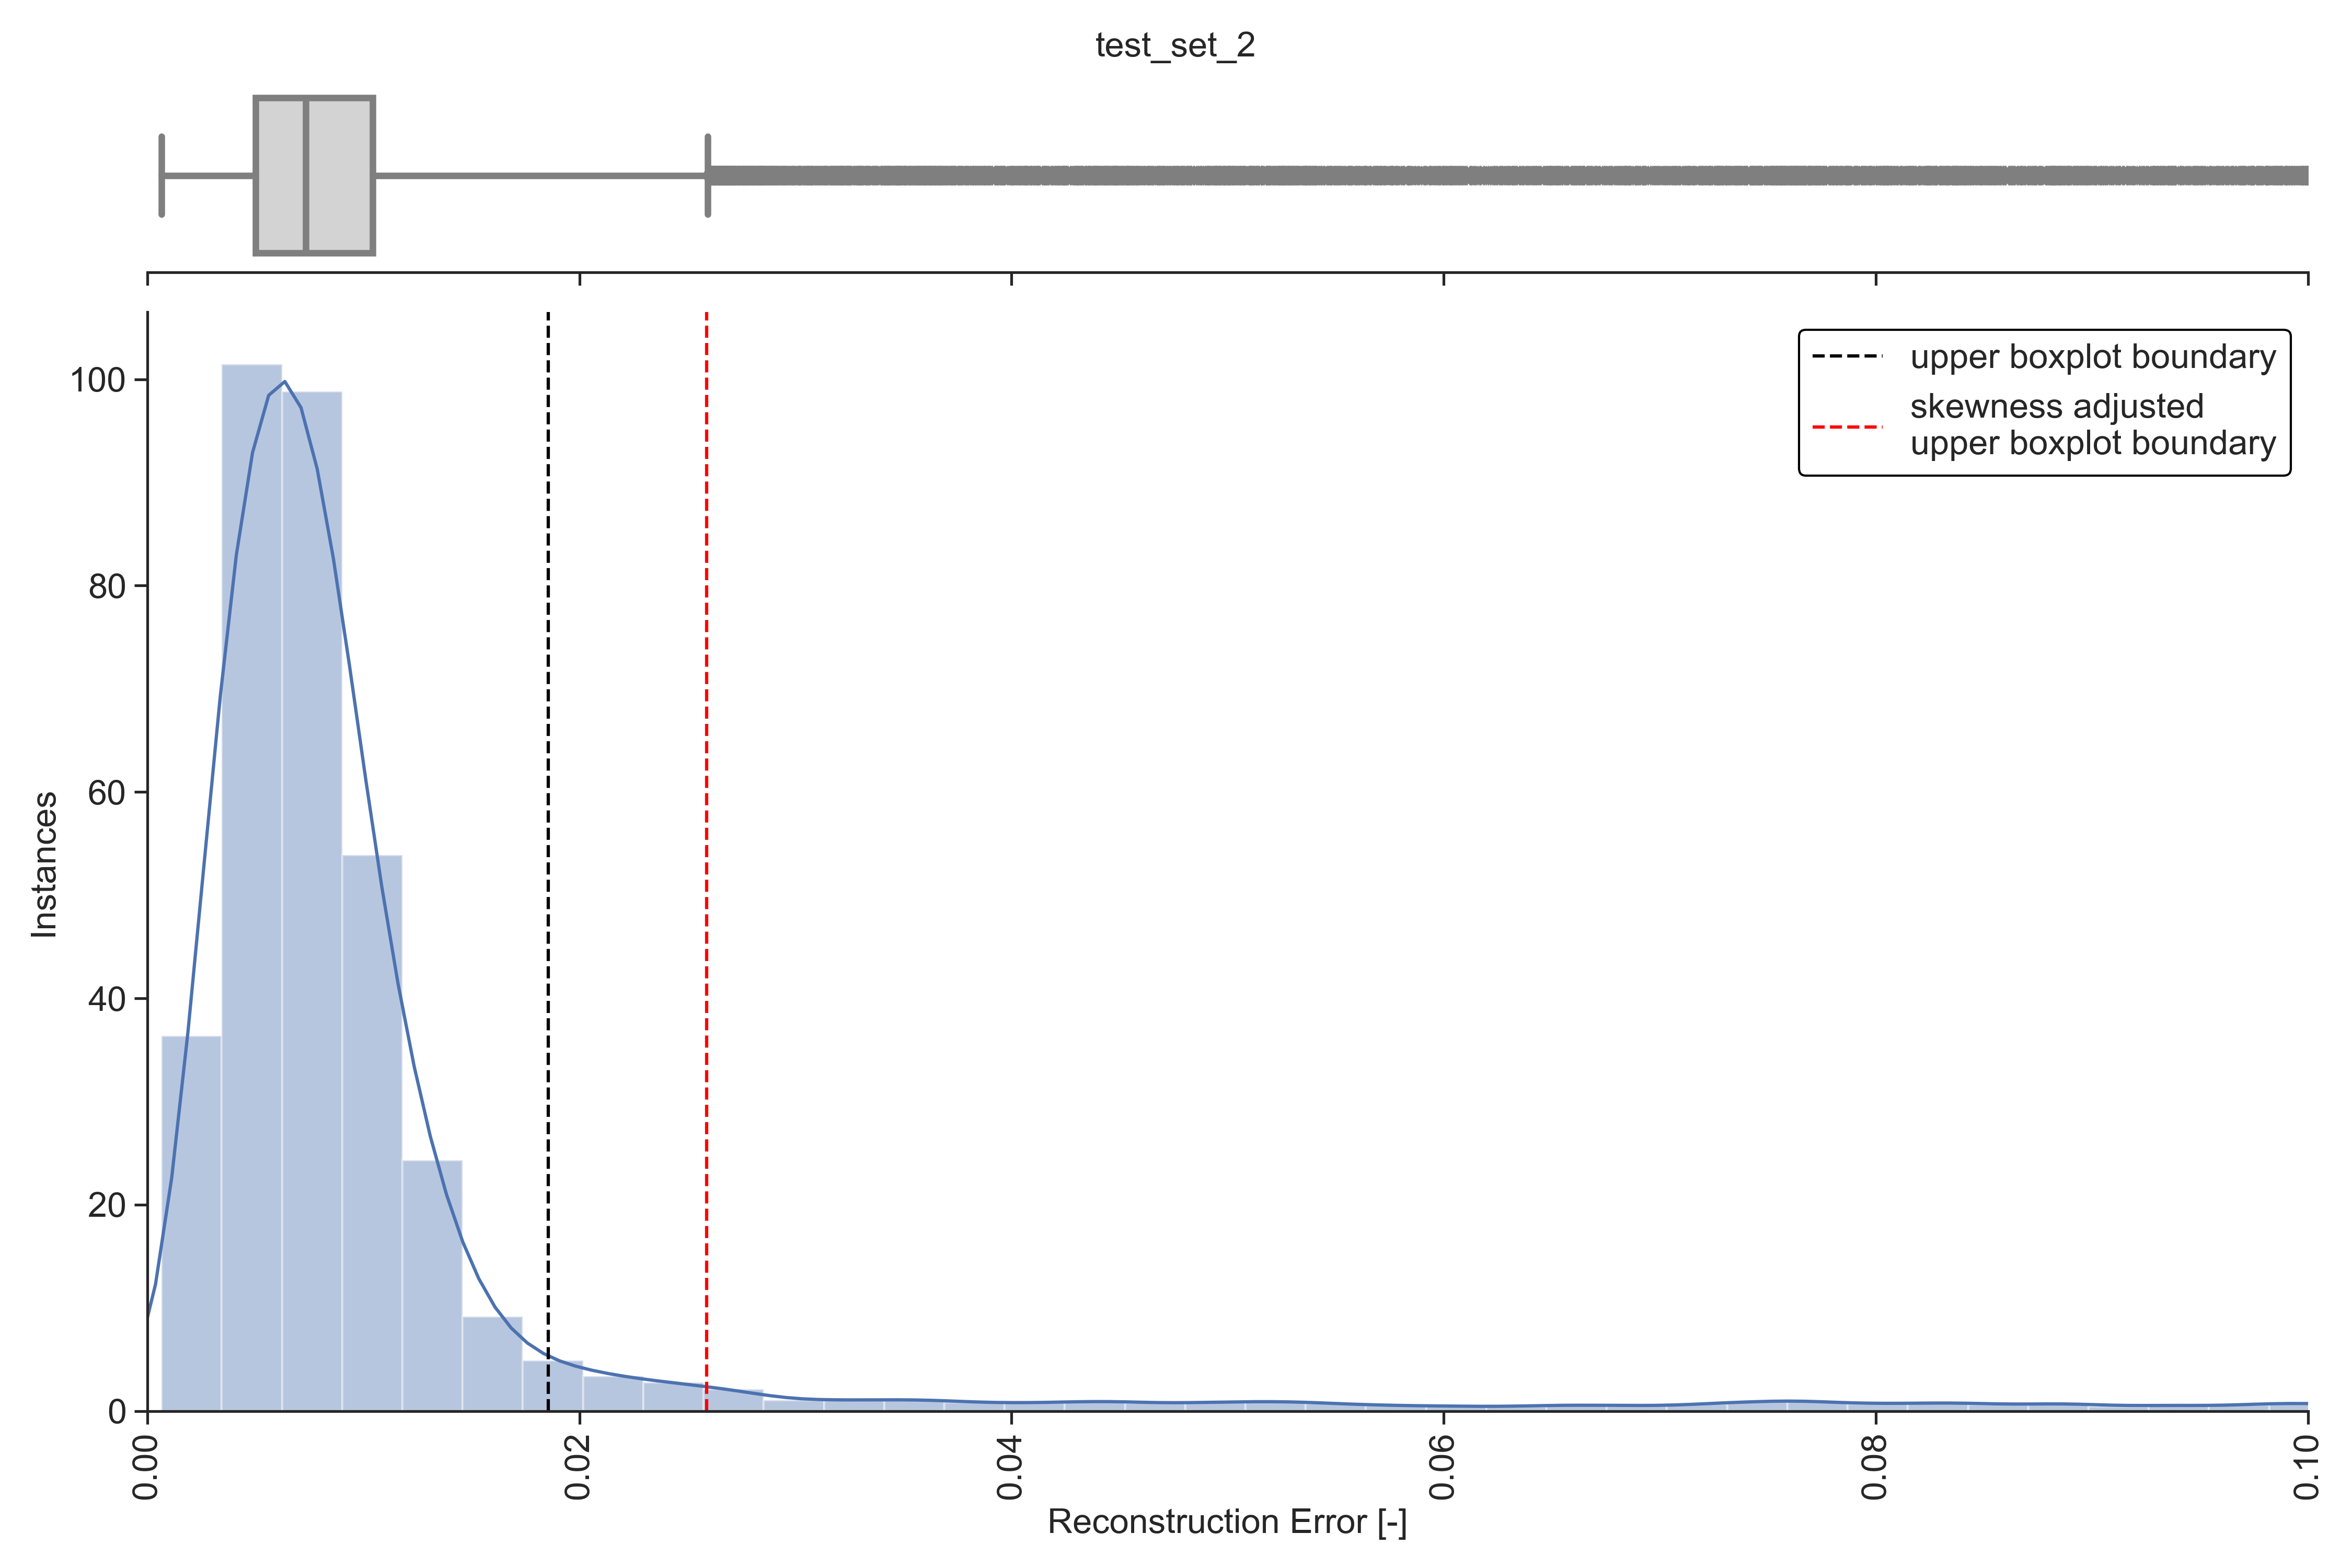 test_set_2
upper boxplot boundary
skewness adjusted
upper boxplot boundary
100
80
60
40
20
0
Instances
0.00
0.02
0.04
0.06
0.08
0.10
Reconstruction Error [-]